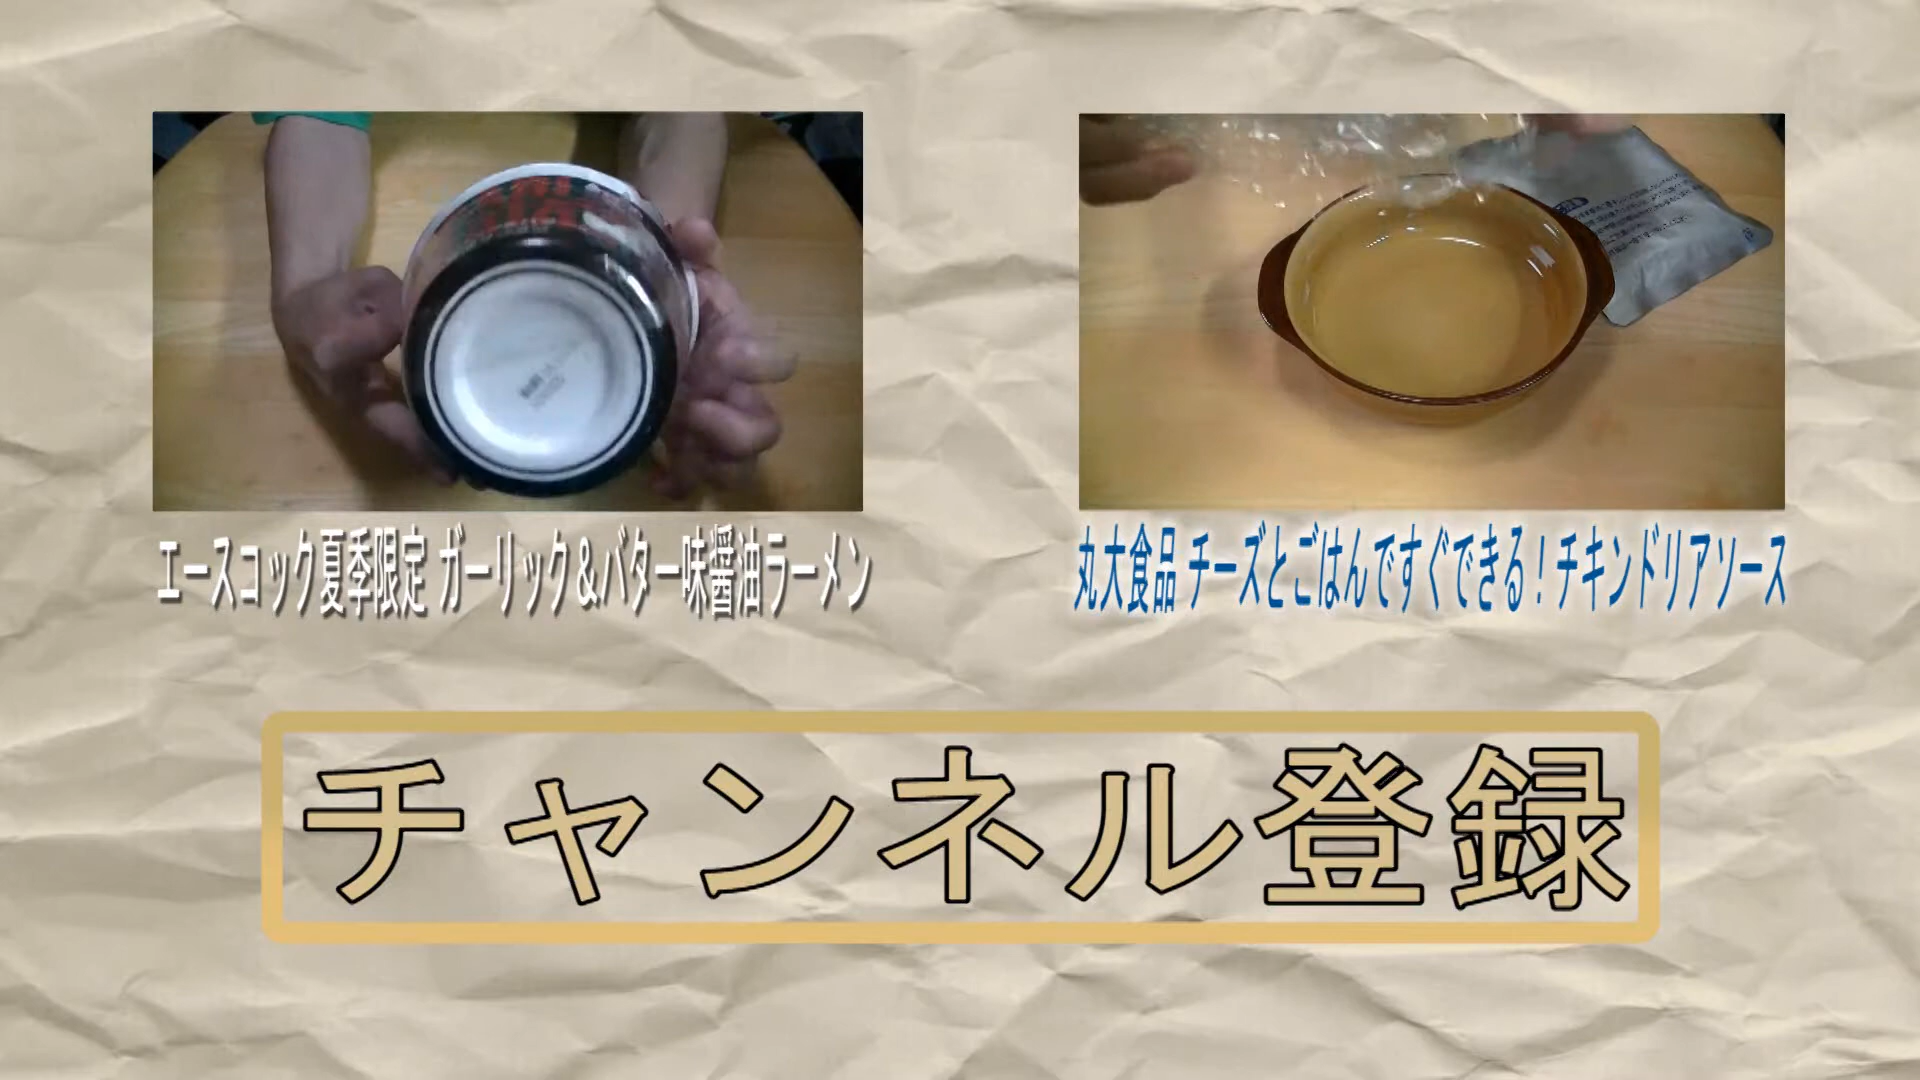 エースコック夏季限定 ガーリック＆バター味醤油ラーメン
丸大食品 チーズとごはんですぐできる！チキンドリアソース
チャンネル登録